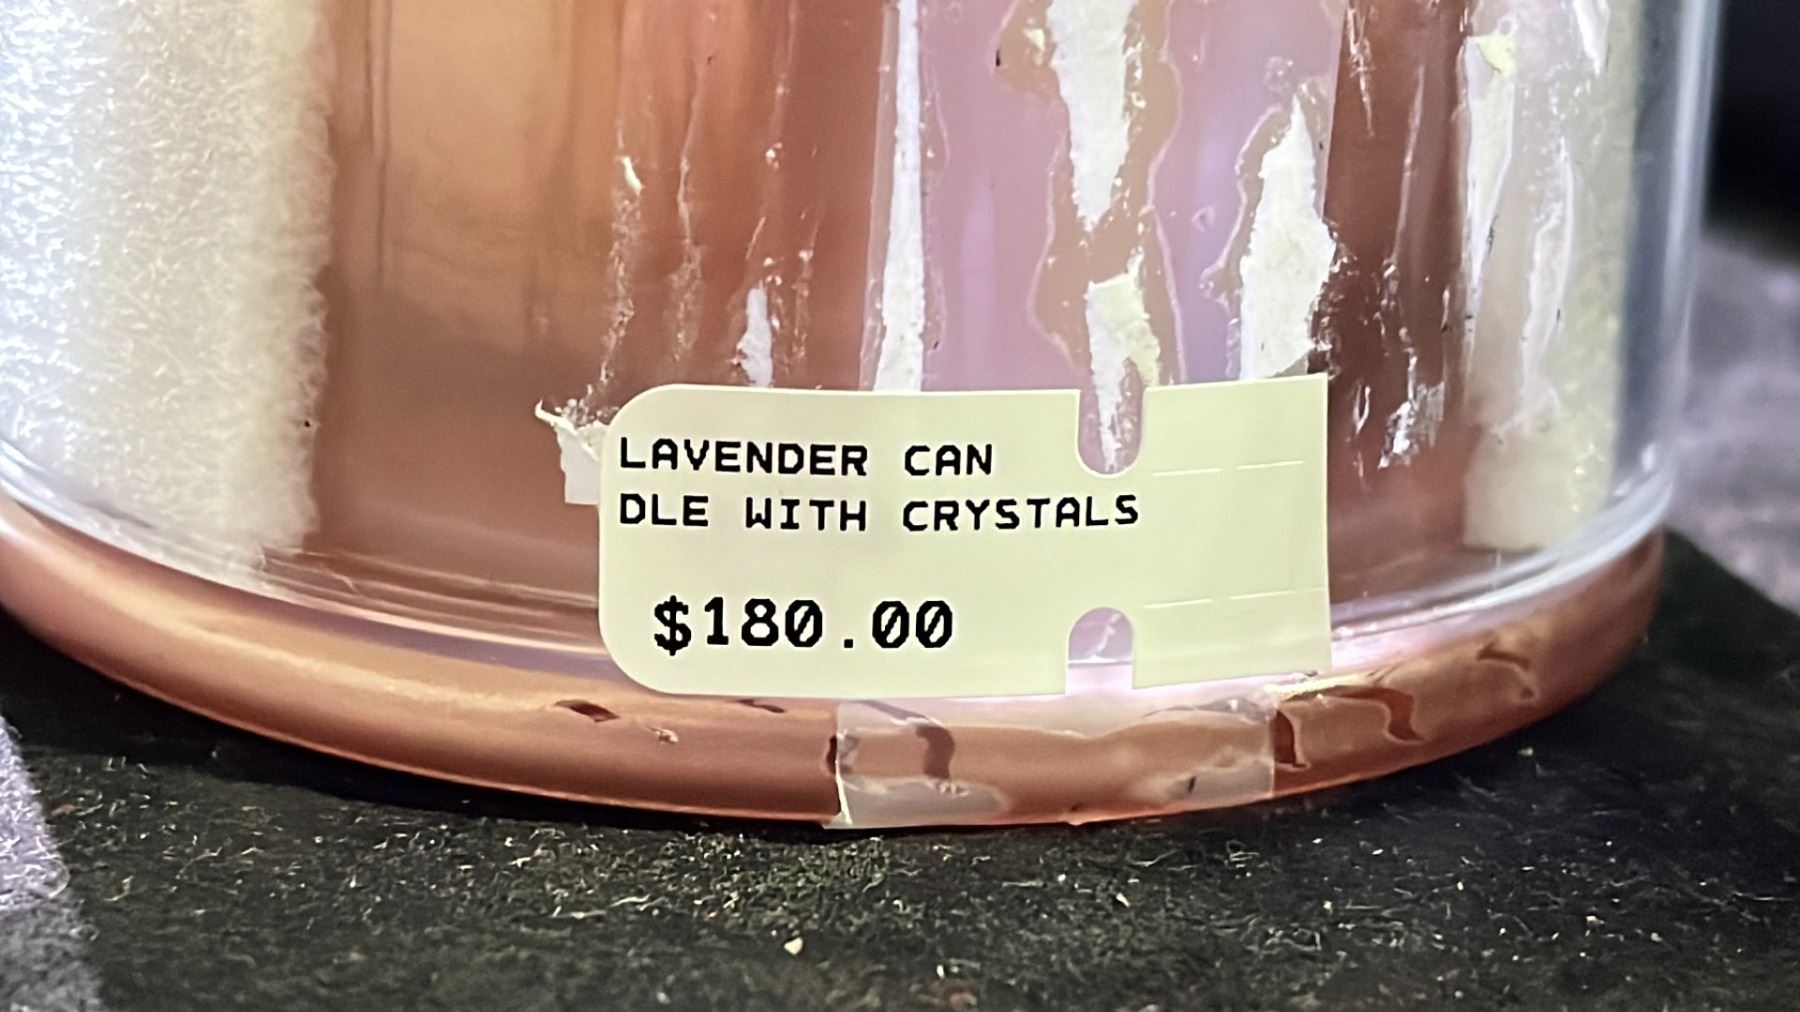 LAVENDER CAN
DLE WITH CRYSTALS
$180.00